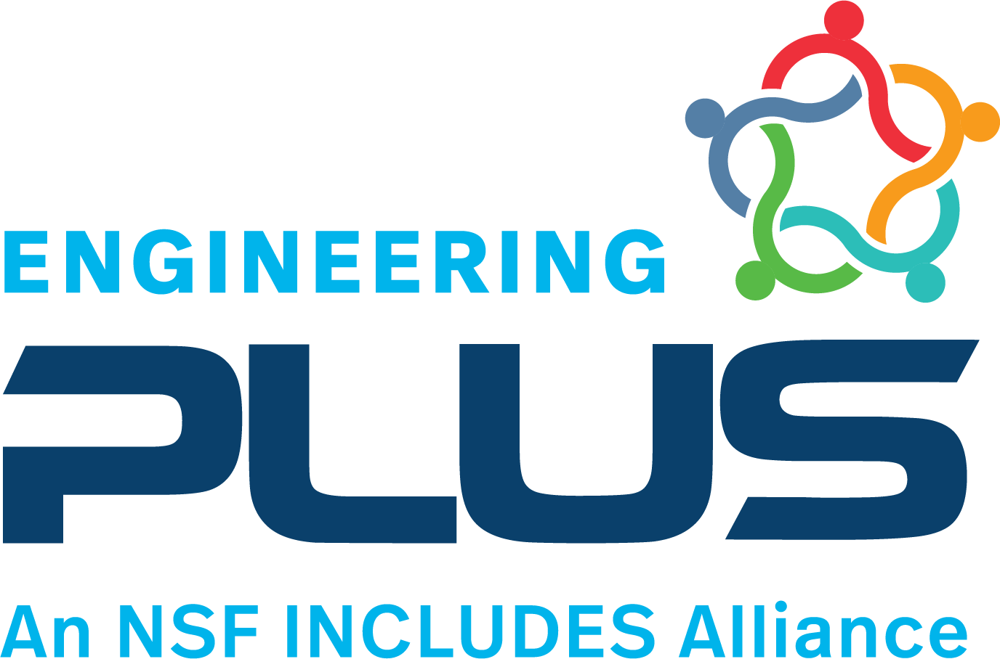 ENGINEERING
PLUS
An NSF INCLUDES Alliance